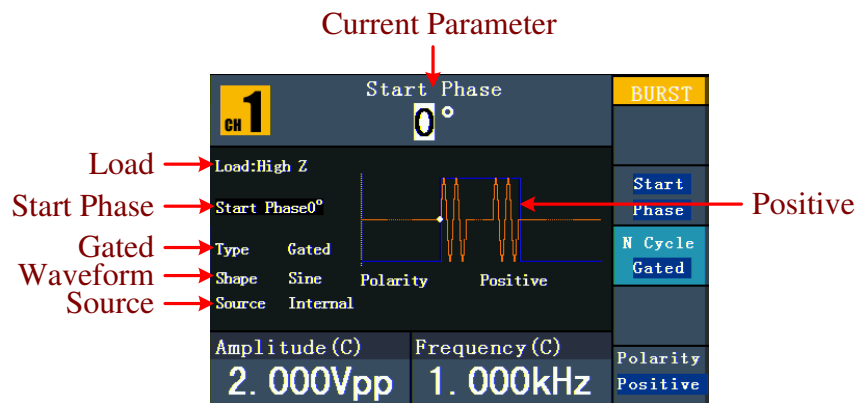 Current Parameter
CH 1
Start Phase
0°
BURST
Load
Load:High Z
Start Phase
Start Phase0°
Start
Phase
Positive
Gated
Type Gated
N Cycle
Gated
Waveform
Shape Sine
Polarity Positive
Source
Source Internal
Amplitude(C)
2.000Vpp
Frequency(C)
1.000kHz
Polarity
Positive